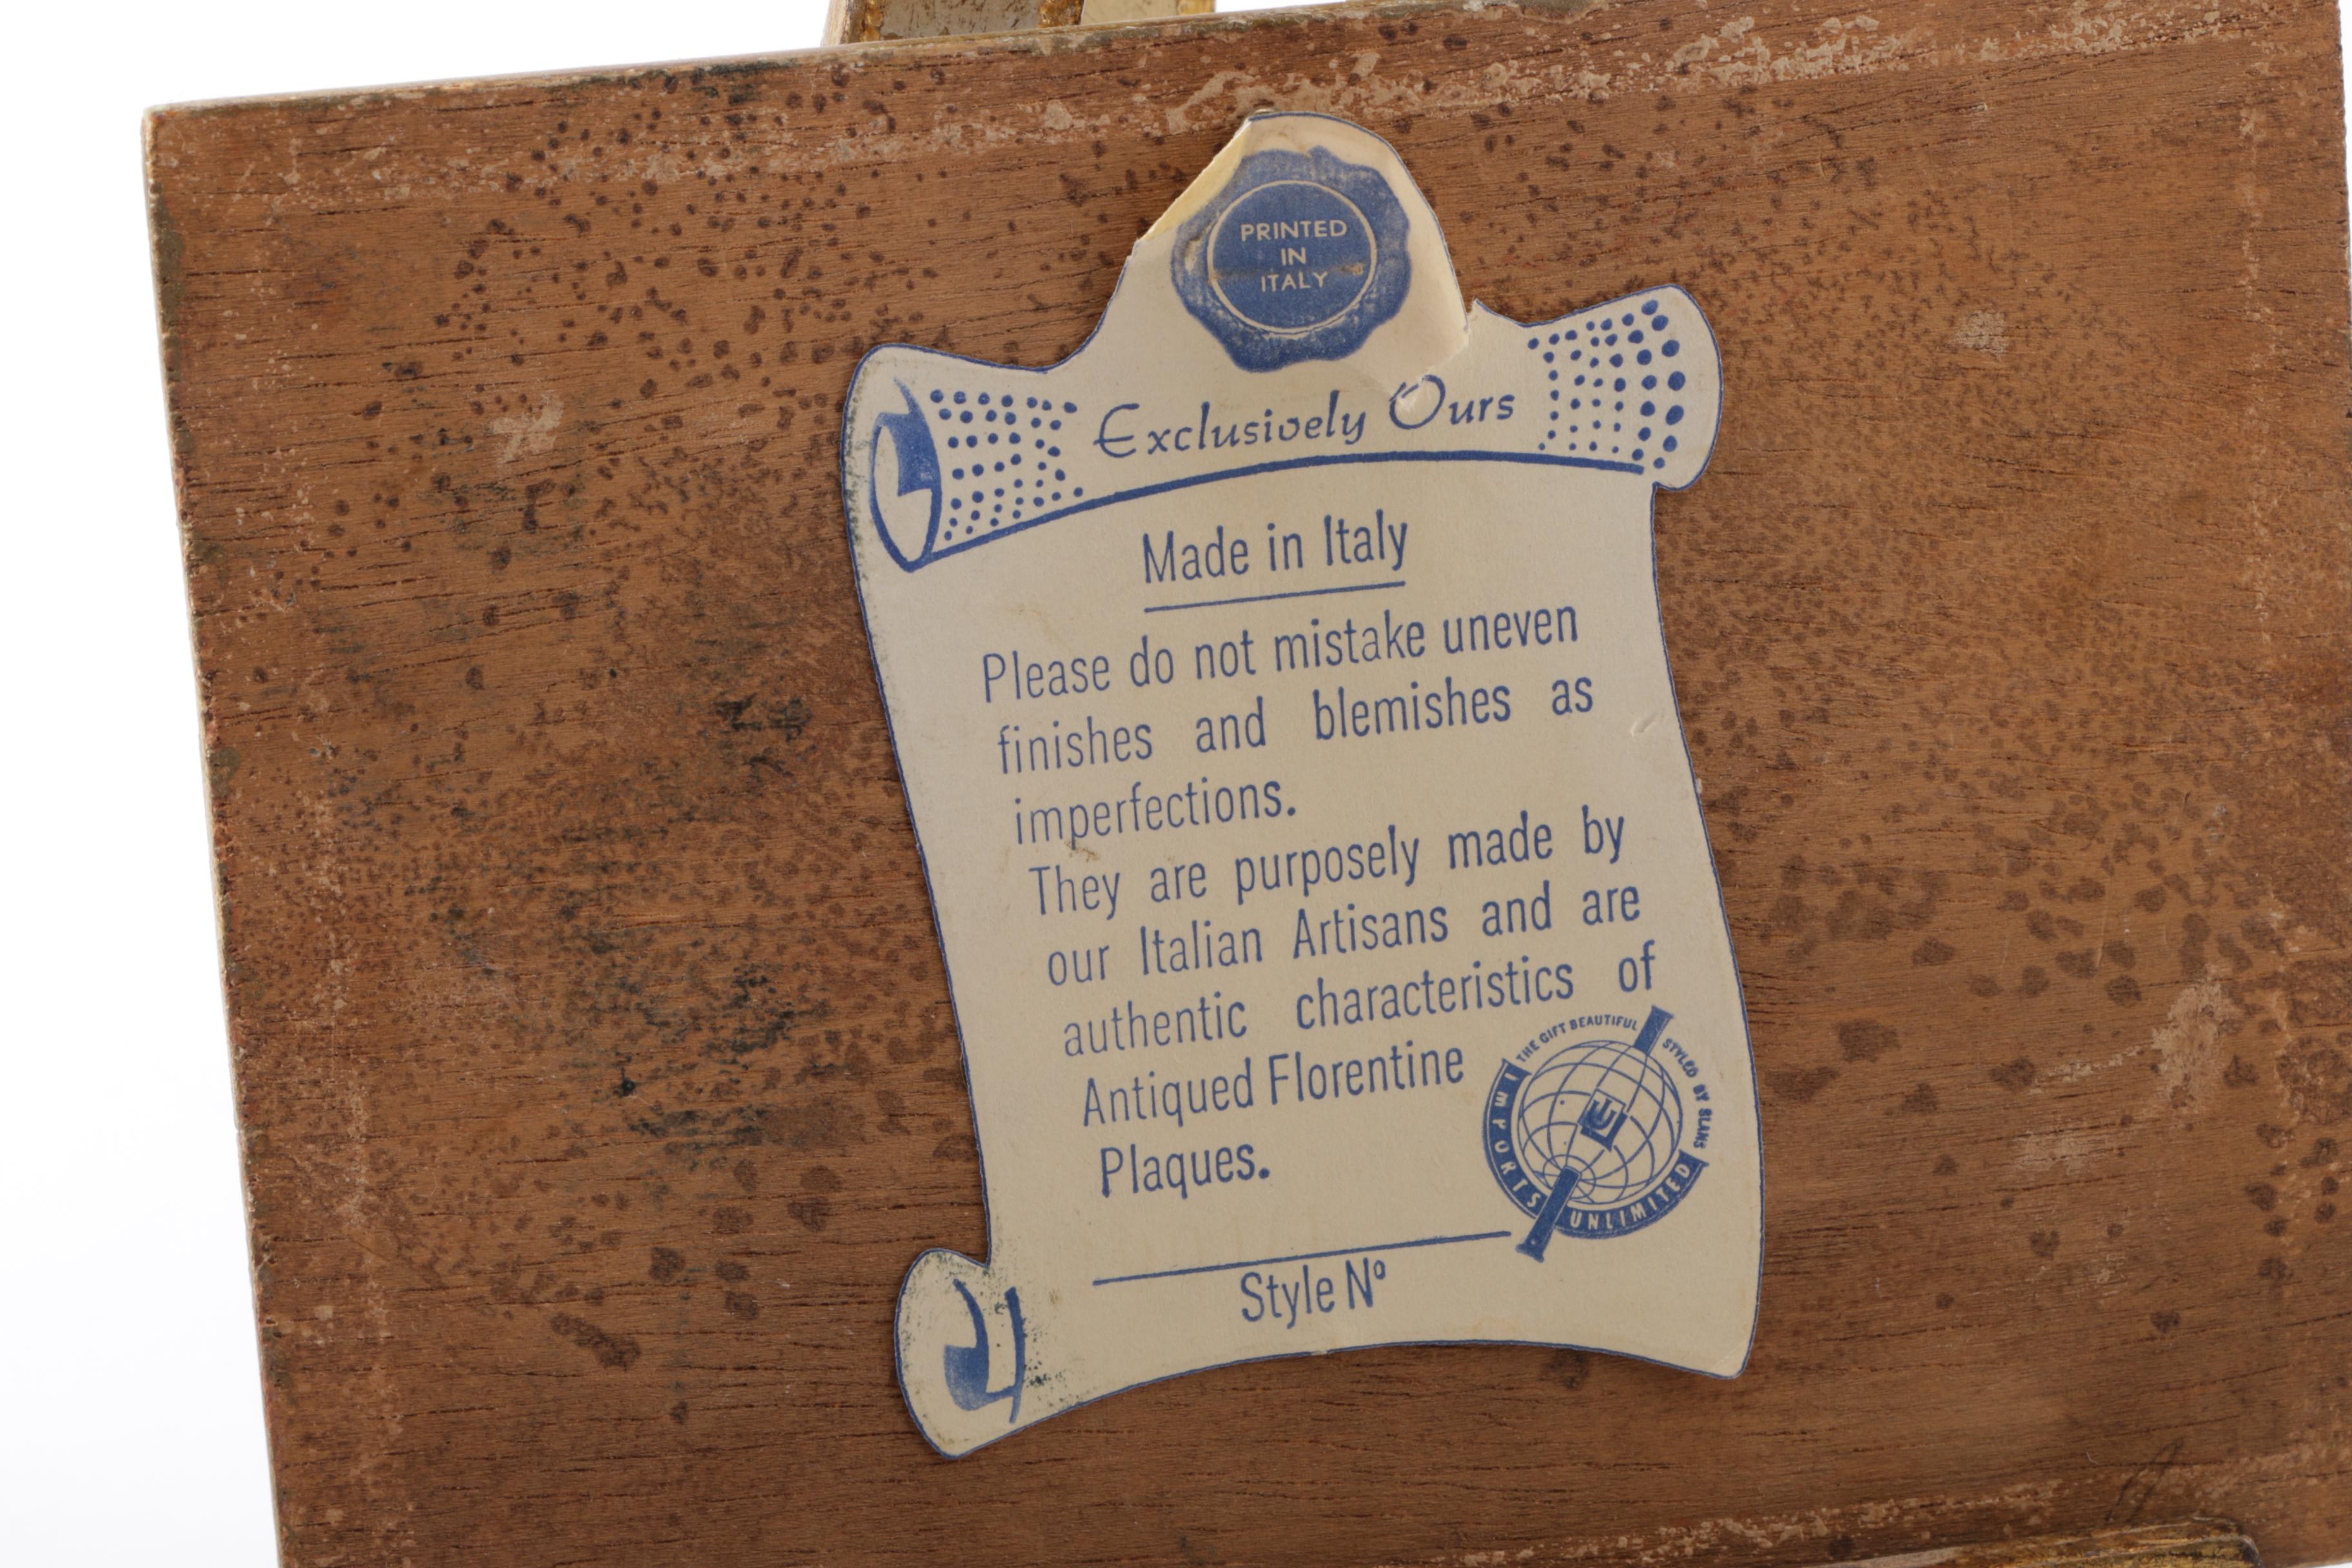 PRINTED
IN
ITALY
Exclusively Ours
Made in Italy
Please do not mistake uneven
finishes and blemishes as
imperfections.
They are purposely made by
our Italian Artisans and are
authentic characteristics of
Antiqued Florentine
Plaques.
THE GIFT BEAUTIFUL
STYLED BY SLANS
IU
IMPORTS UNLIMITED
Style Nº